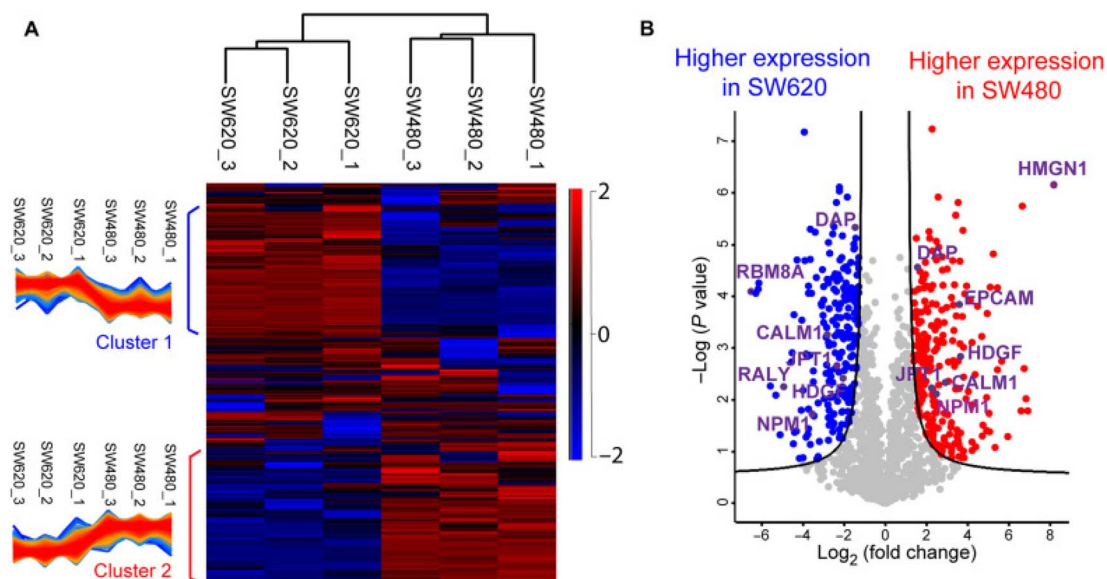 A
SW620_3
SW620_2
SW620_1
SW480_3
SW480_2
SW480_1
SW620_3
SW620_2
SW620_1
SW480_3
SW480_2
SW480_1
Cluster 1
SW620_3
SW620_2
SW620_1
SW480_3
SW480_2
SW480_1
Cluster 2
2
0
−2
B
Higher expression
in SW620
Higher expression
in SW480
−Log (P value)
7
6
5
4
3
2
1
0
HMGN1
DAP
DAP
RBM8A
EPCAM
CALM1
JPT1
HDGF
RALY
HDGF
JPT1
CALM1
NPM1
NPM1
−6
−4
−2
0
2
4
6
8
Log2 (fold change)